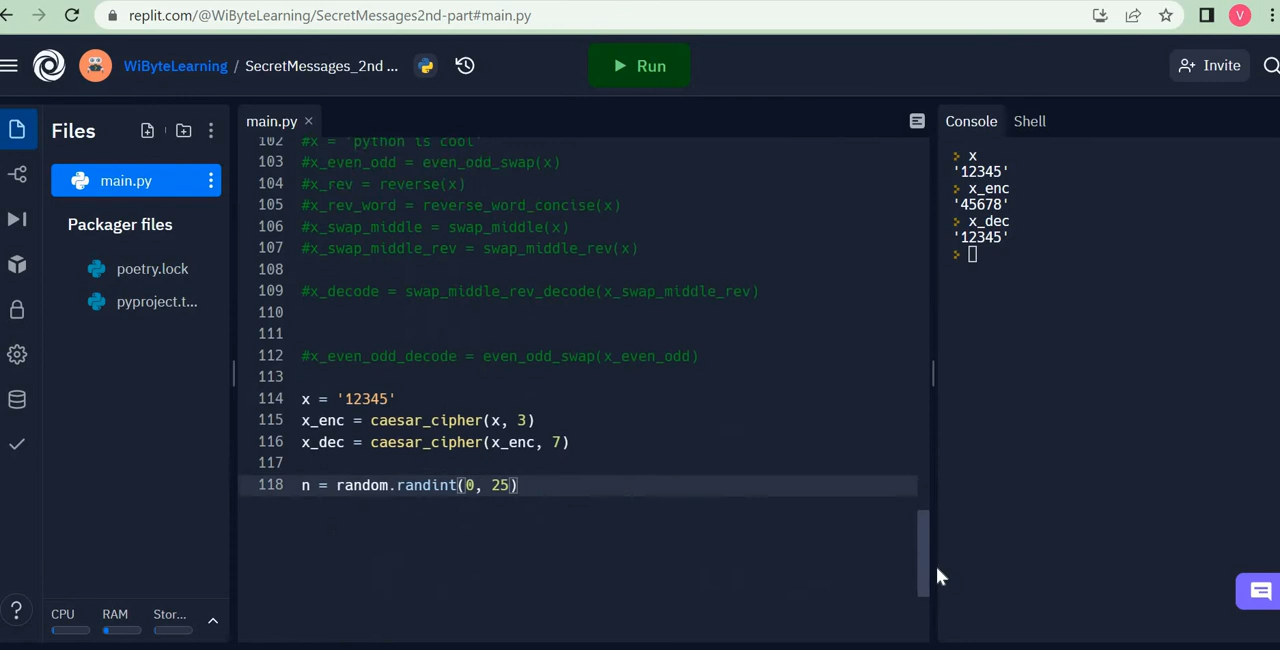 replit.com/@WiByteLearning/SecretMessages2nd-part#main.py
V
WiByteLearning / SecretMessages_2nd ...
Run
Invite
Files
main.py
Packager files
poetry.lock
pyproject.t...
CPU RAM Stor...
?
main.py ×
102 #x = 'python is cool'
103 #x_even_odd = even_odd_swap(x)
104 #x_rev = reverse(x)
105 #x_rev_word = reverse_word_concise(x)
106 #x_swap_middle = swap_middle(x)
107 #x_swap_middle_rev = swap_middle_rev(x)
108
109 #x_decode = swap_middle_rev_decode(x_swap_middle_rev)
110
111
112 #x_even_odd_decode = even_odd_swap(x_even_odd)
113
114 x = '12345'
115 x_enc = caesar_cipher(x, 3)
116 x_dec = caesar_cipher(x_enc, 7)
117
118 n = random.randint(0, 25)
Console Shell
x
'12345'
x_enc
'45678'
x_dec
'12345'